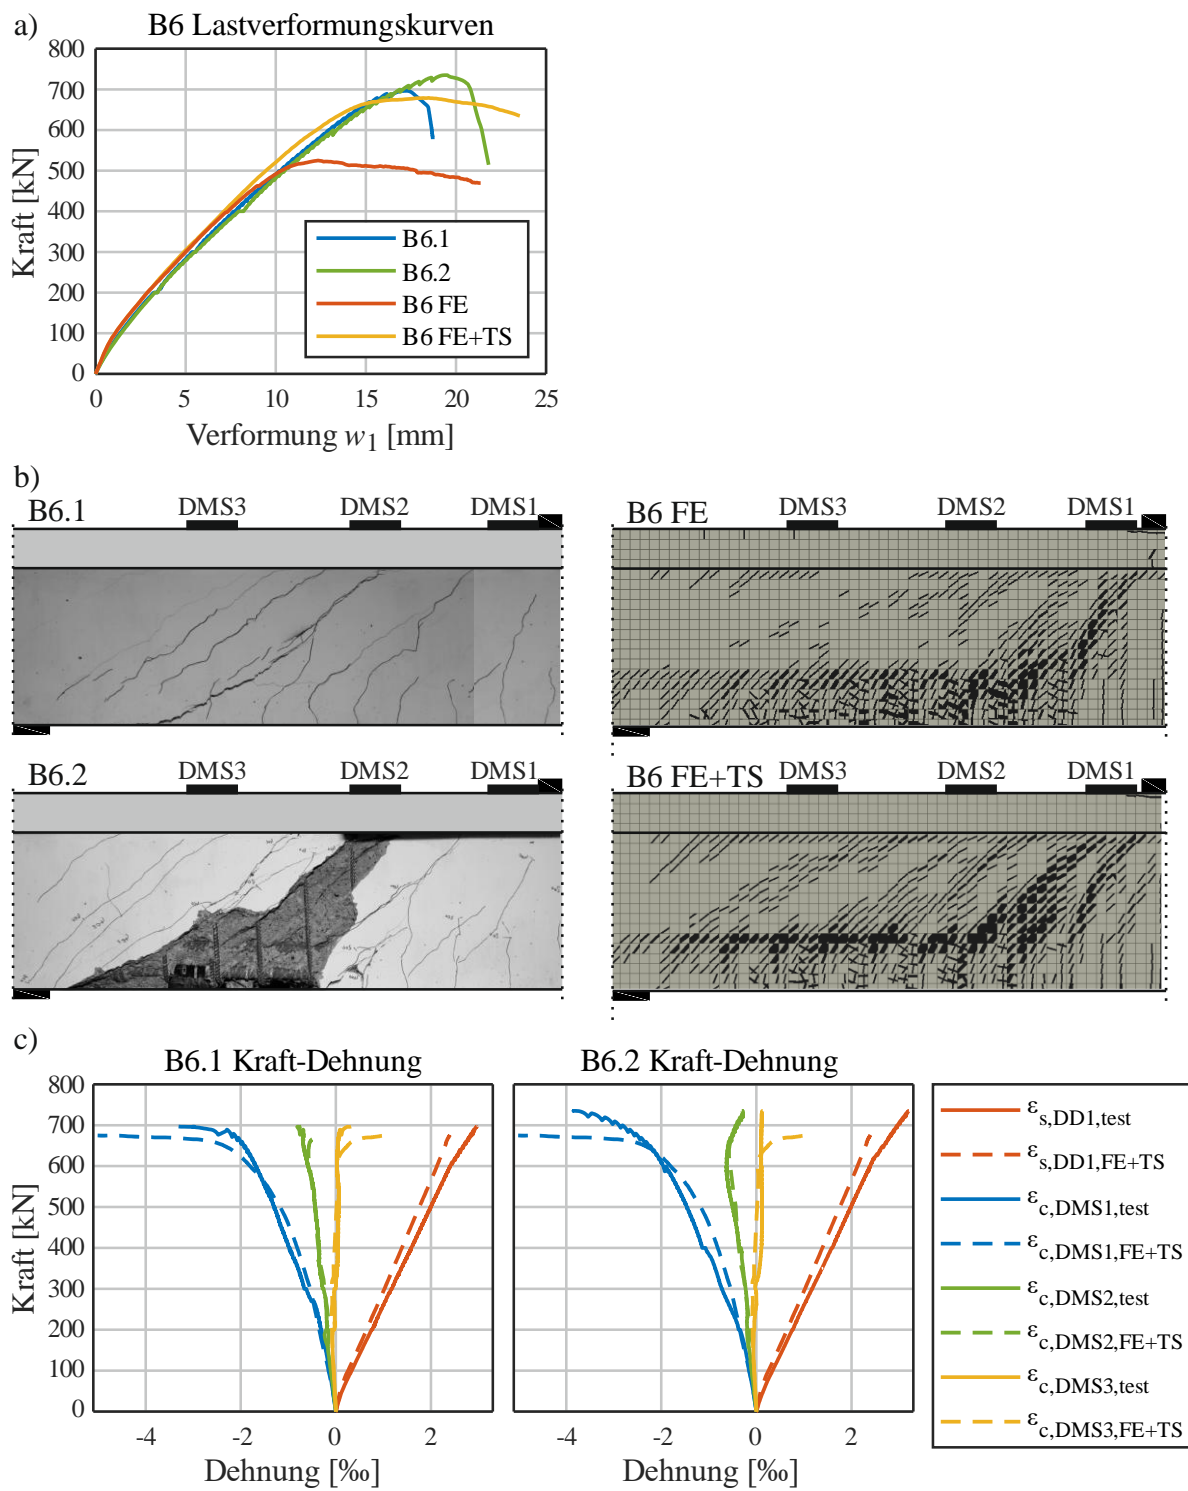 a)
B6 Lastverformungskurven
Kraft [kN]
800
700
600
500
400
300
200
100
0
B6.1
B6.2
B6 FE
B6 FE+TS
0 5 10 15 20 25
Verformung w1 [mm]
b)
B6.1 DMS3 DMS2 DMS1
B6 FE DMS3 DMS2 DMS1
B6.2 DMS3 DMS2 DMS1
B6 FE+TS DMS3 DMS2 DMS1
c)
B6.1 Kraft-Dehnung
Kraft [kN]
800
700
600
500
400
300
200
100
0
-4 -2 0 2
Dehnung [‰]
B6.2 Kraft-Dehnung
-4 -2 0 2
Dehnung [‰]
εs,DD1,test
εs,DD1,FE+TS
εc,DMS1,test
εc,DMS1,FE+TS
εc,DMS2,test
εc,DMS2,FE+TS
εc,DMS3,test
εc,DMS3,FE+TS